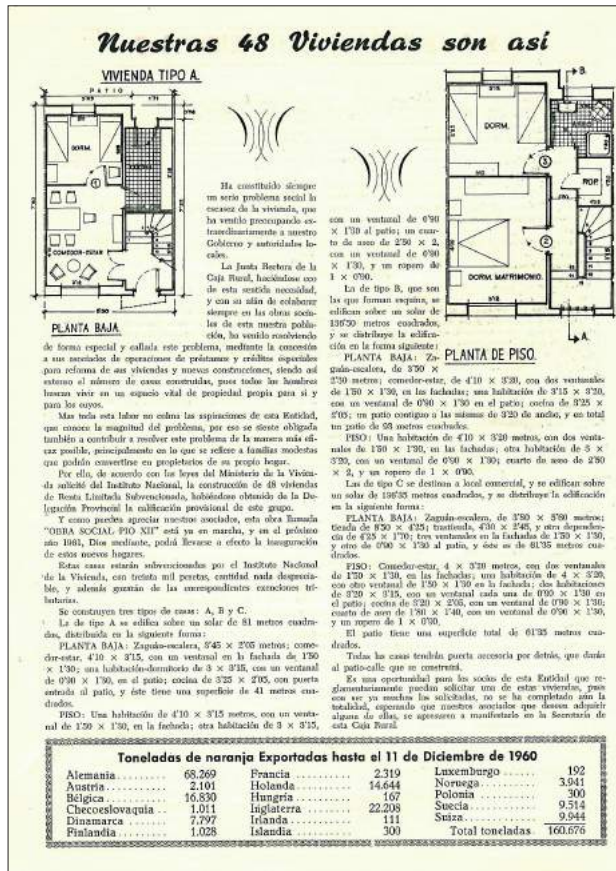 Nuestras 48 Viviendas son así
VIVIENDA TIPO A.
PATIO
DORM.
COMEDOR-ESTAR
PLANTA BAJA.
DORM.
ROP.
DORM. MATRIMONIO.
PLANTA DE PISO.
Ha constituído siempre
un serio problema social la
escasez de la vivienda, que
ha venido preocupando ex-
traordinariamente a nuestro
Gobierno y autoridades lo-
cales.
La Junta Rectora de la
Caja Rural, haciéndose eco
de esta sentida necesidad,
y con su afán de colaborar
siempre en las obras socia-
les de esta nuestra pobla-
ción, ha venido resolviendo
de forma especial y callada este problema, mediante la concesión
a sus asociados de operaciones de préstamos y créditos especiales
para reforma de sus viviendas y nuevas construcciones, siendo así
extenso el número de casas construídas, pues todos los hombres
buscan vivir en un espacio vital de propiedad propia para sí y
para los suyos.
Mas toda esta labor no colma las aspiraciones de esta Entidad,
que conoce la magnitud del problema, por eso se siente obligada
también a contribuir a resolver este problema de la manera más efi-
caz posible, principalmente en lo que se refiere a familias modestas
que podrán convertirse en propietarios de su propio hogar.
Por ello, de acuerdo con las leyes del Ministerio de la Vivien-
da solicitó del Instituto Nacional, la construcción de 48 viviendas
de Renta Limitada Subvencionada, habiéndose obtenido de la De-
legación Provincial la calificación provisional de este grupo.
Y como pueden apreciar nuestros asociados, esta obra llamada
"OBRA SOCIAL PIO XII" está ya en marcha, y en el próximo
año 1961, Dios mediante, podrá llevarse a efecto la inauguración
de estos nuevos hogares.
Estas casas estarán subvencionadas por el Instituto Nacional
de la Vivienda, con treinta mil pesetas, cantidad nada desprecia-
ble, y además gozarán de las correspondientes exenciones tri-
butarias.
Se construyen tres tipos de casas: A, B y C.
La de tipo A se edifica sobre un solar de 81 metros cuadra-
dos, distribuída en la siguiente forma:
PLANTA BAJA: Zaguán-escalera, 3'45 × 2'05 metros; come-
dor-estar, 4'10 × 3'15, con un ventanal en la fachada de 1'50
× 1'30; una habitación-dormitorio de 3 × 3'15, con un ventanal
de 0'90 × 1'30, en el patio; cocina de 3'25 × 2'05, con puerta
entrada al patio, y éste tiene una superficie de 41 metros cua-
drados.
PISO: Una habitación de 4'10 × 3'15 metros, con un venta-
nal de 1'50 × 1'30, en la fachada; otra habitación de 3 × 3'15,
con un ventanal de 0'90
× 1'30 al patio; un cuar-
to de aseo de 2'50 × 2,
con un ventanal de 0'90
× 1'30, y un ropero de
1 × 0'90.
La de tipo B, que son
las que forman esquina, se
edifican sobre un solar de
136'50 metros cuadrados,
y se distribuye la edifica-
ción en la forma siguiente:
PLANTA BAJA: Za-
guán-escalera, de 3'50 ×
2'50 metros; comedor-estar, de 4'10 × 3'20, con dos ventanales
de 1'50 × 1'30, en las fachadas; una habitación de 3'15 × 3'20,
con un ventanal de 0'90 × 1'30 en el patio; cocina de 3'25 ×
2'05; un patio contiguo a las mismas de 3'20 de ancho, y en total
un patio de 93 metros cuadrados.
PISO: Una habitación de 4'10 × 3'20 metros, con dos venta-
nales de 1'50 × 1'30, en las fachadas; otra habitación de 3 ×
3'20, con un ventanal de 0'90 × 1'30; cuarto de aseo de 2'50
× 2, y un ropero de 1 × 0'90.
Las de tipo C se destinan a local comercial, y se edifican sobre
un solar de 136'35 metros cuadrados, y se distribuye la edificación
en la siguiente forma:
PLANTA BAJA: Zaguán-escalera, de 3'80 × 5'60 metros;
tienda de 8'50 × 4'25; trastienda, 4'30 × 2'45, y otra dependen-
cia de 4'25 × 1'70; tres ventanales en la fachada de 1'50 × 1'30,
y otro de 0'90 × 1'30 al patio, y éste es de 61'35 metros cua-
drados.
PISO: Comedor-estar, 4 × 3'20 metros, con dos ventanales
de 1'50 × 1'30, en las fachadas; una habitación de 4 × 3'20,
con otro ventanal de 1'50 × 1'30 en la fachada; dos habitaciones
de 3'20 × 3'15, con un ventanal cada una de 0'90 × 1'30 en
el patio; cocina de 3'20 × 2'05, con un ventanal de 0'90 × 1'30;
cuarto de aseo de 1'80 × 1'40, con un ventanal de 0'90 × 1'30,
y un ropero de 1 × 0'90.
El patio tiene una superficie total de 61'35 metros cua-
drados.
Todas las casas tendrán puerta accesoria por detrás, que darán
al patio-calle que se construirá.
Es una oportunidad para los socios de esta Entidad que re-
glamentariamente puedan solicitar una de estas viviendas, pues
son ya muchas las solicitadas, no se ha completado aún la
totalidad, esperando que nuestros asociados que deseen adquirir
alguna de ellas, se apresuren a manifestarlo en la Secretaría de
esta Caja Rural.
Toneladas de naranja Exportadas hasta el 11 de Diciembre de 1960
Alemania ......... 68.269
Austria .......... 2.101
Bélgica .......... 16.830
Checoeslovaquia .. 1.011
Dinamarca ........ 7.797
Finlandia ........ 1.028
Francia .......... 2.319
Holanda .......... 14.644
Hungría .......... 167
Inglaterra ....... 22.208
Irlanda .......... 111
Islandia ......... 300
Luxemburgo ...... 192
Noruega .......... 3.941
Polonia .......... 300
Suecia ........... 9.514
Suiza ............ 9.944
Total toneladas. 160.676